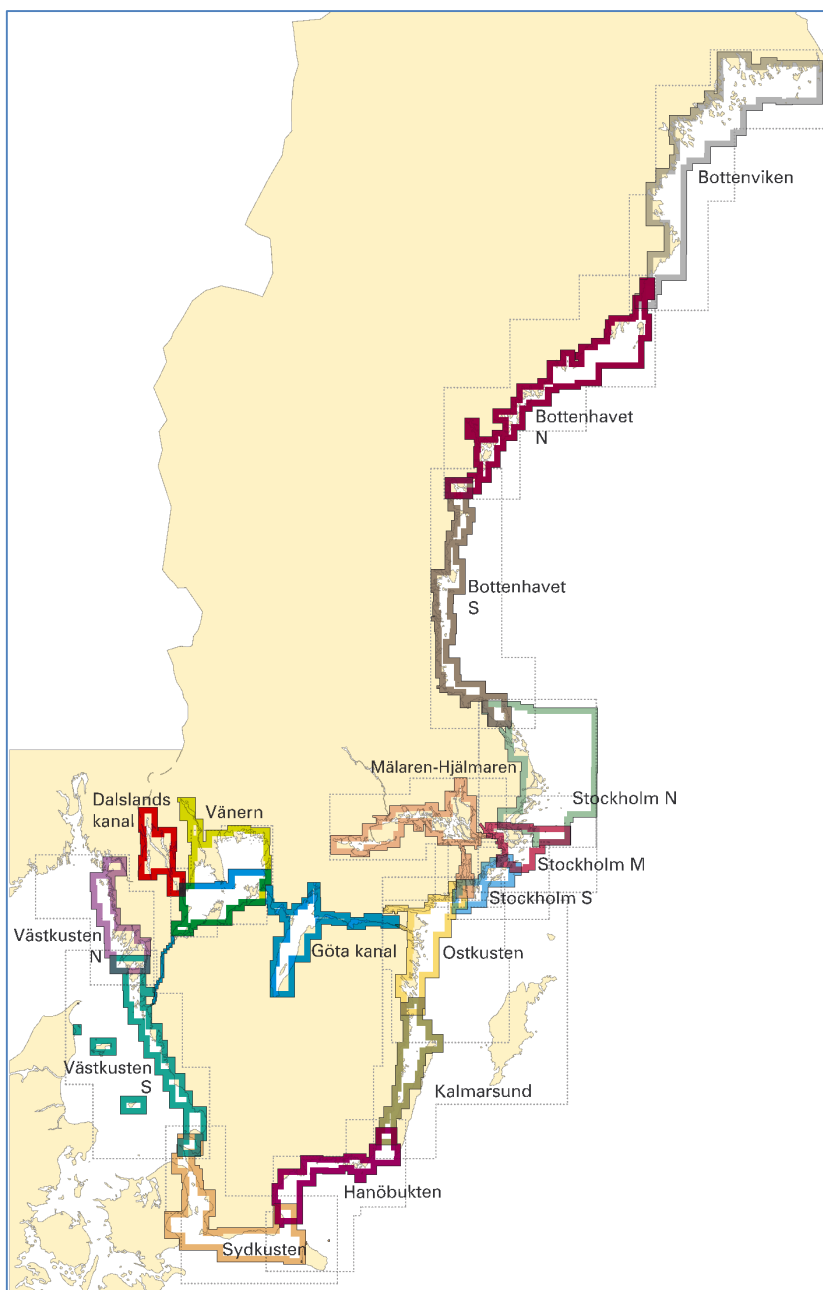 Bottenviken
Bottenhavet
N
Bottenhavet
S
Mälaren-Hjälmaren
Dalslands
kanal
Vänern
Stockholm N
Stockholm M
Stockholm S
Västkusten
N
Göta kanal
Ostkusten
Västkusten
S
Kalmarsund
Hanöbukten
Sydkusten